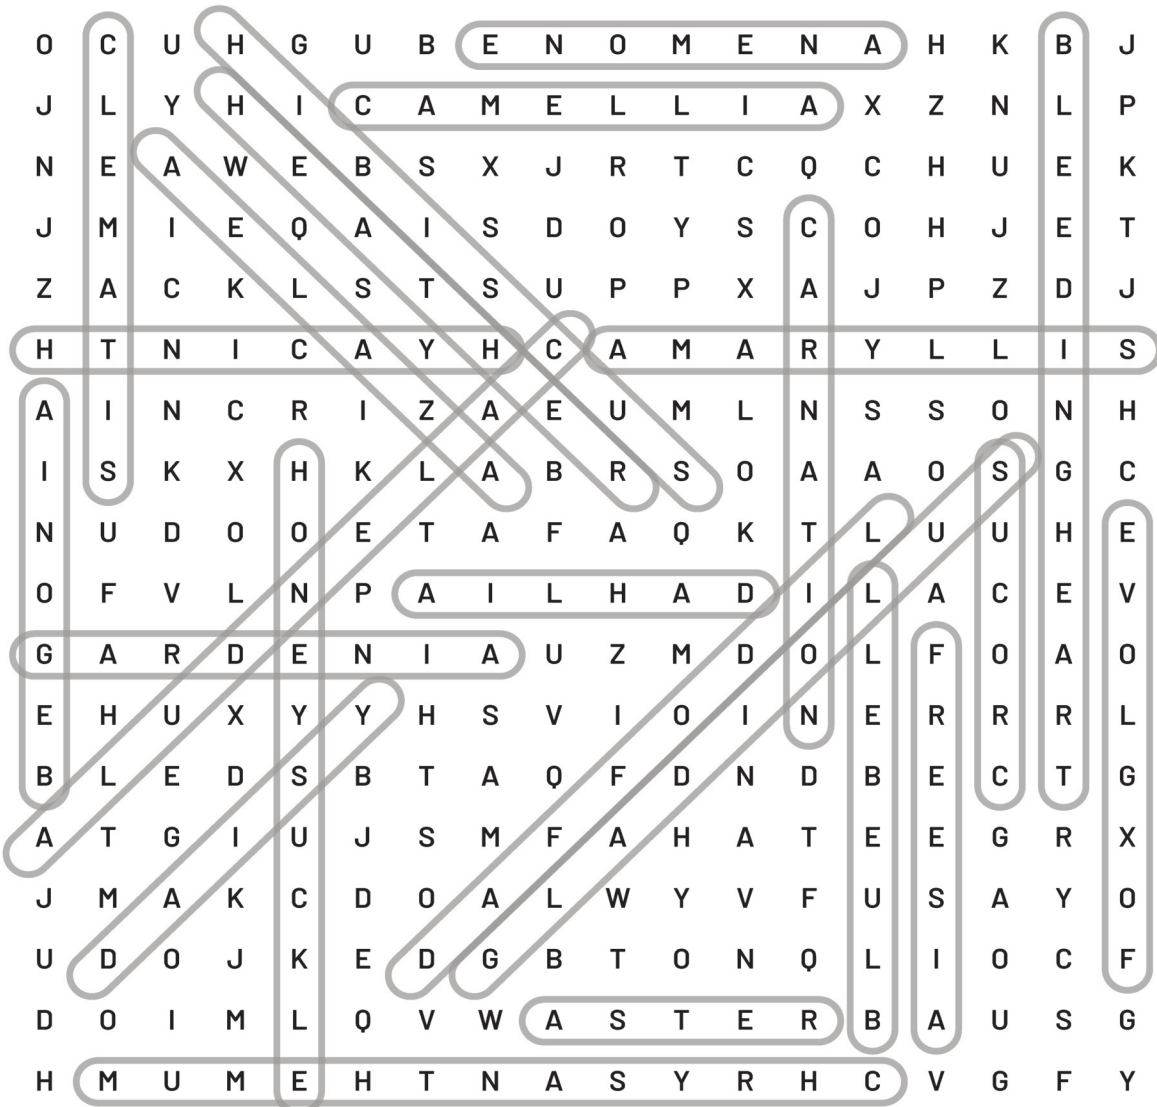 O C U H G U B E N O M E N A H K B J
J L Y H I C A M E L L I A X Z N L P
N E A W E B S X J R T C Q C H U E K
J M I E Q A I S D O Y S C O H J E T
Z A C K L S T S U P P X A J P Z D J
H T N I C A Y H C A M A R Y L L I S
A I N C R I Z A E U M L N S S O N H
I S K X H K L A B R S O A A O S G C
N U D O O E T A F A Q K T L U U H E
O F V L N P A I L H A D I L A C E V
G A R D E N I A U Z M D O L F O A O
E H U X Y Y H S V I O I N E R R R L
B L E D S B T A Q F D N D B E C T G
A T G I U J S M F A H A T E E G R X
J M A K C D O A L W Y V F U S A Y O
U D O J K E D G B T O N Q L I O C F
D O I M L Q V W A S T E R B A U S G
H M U M E H T N A S Y R H C V G F Y